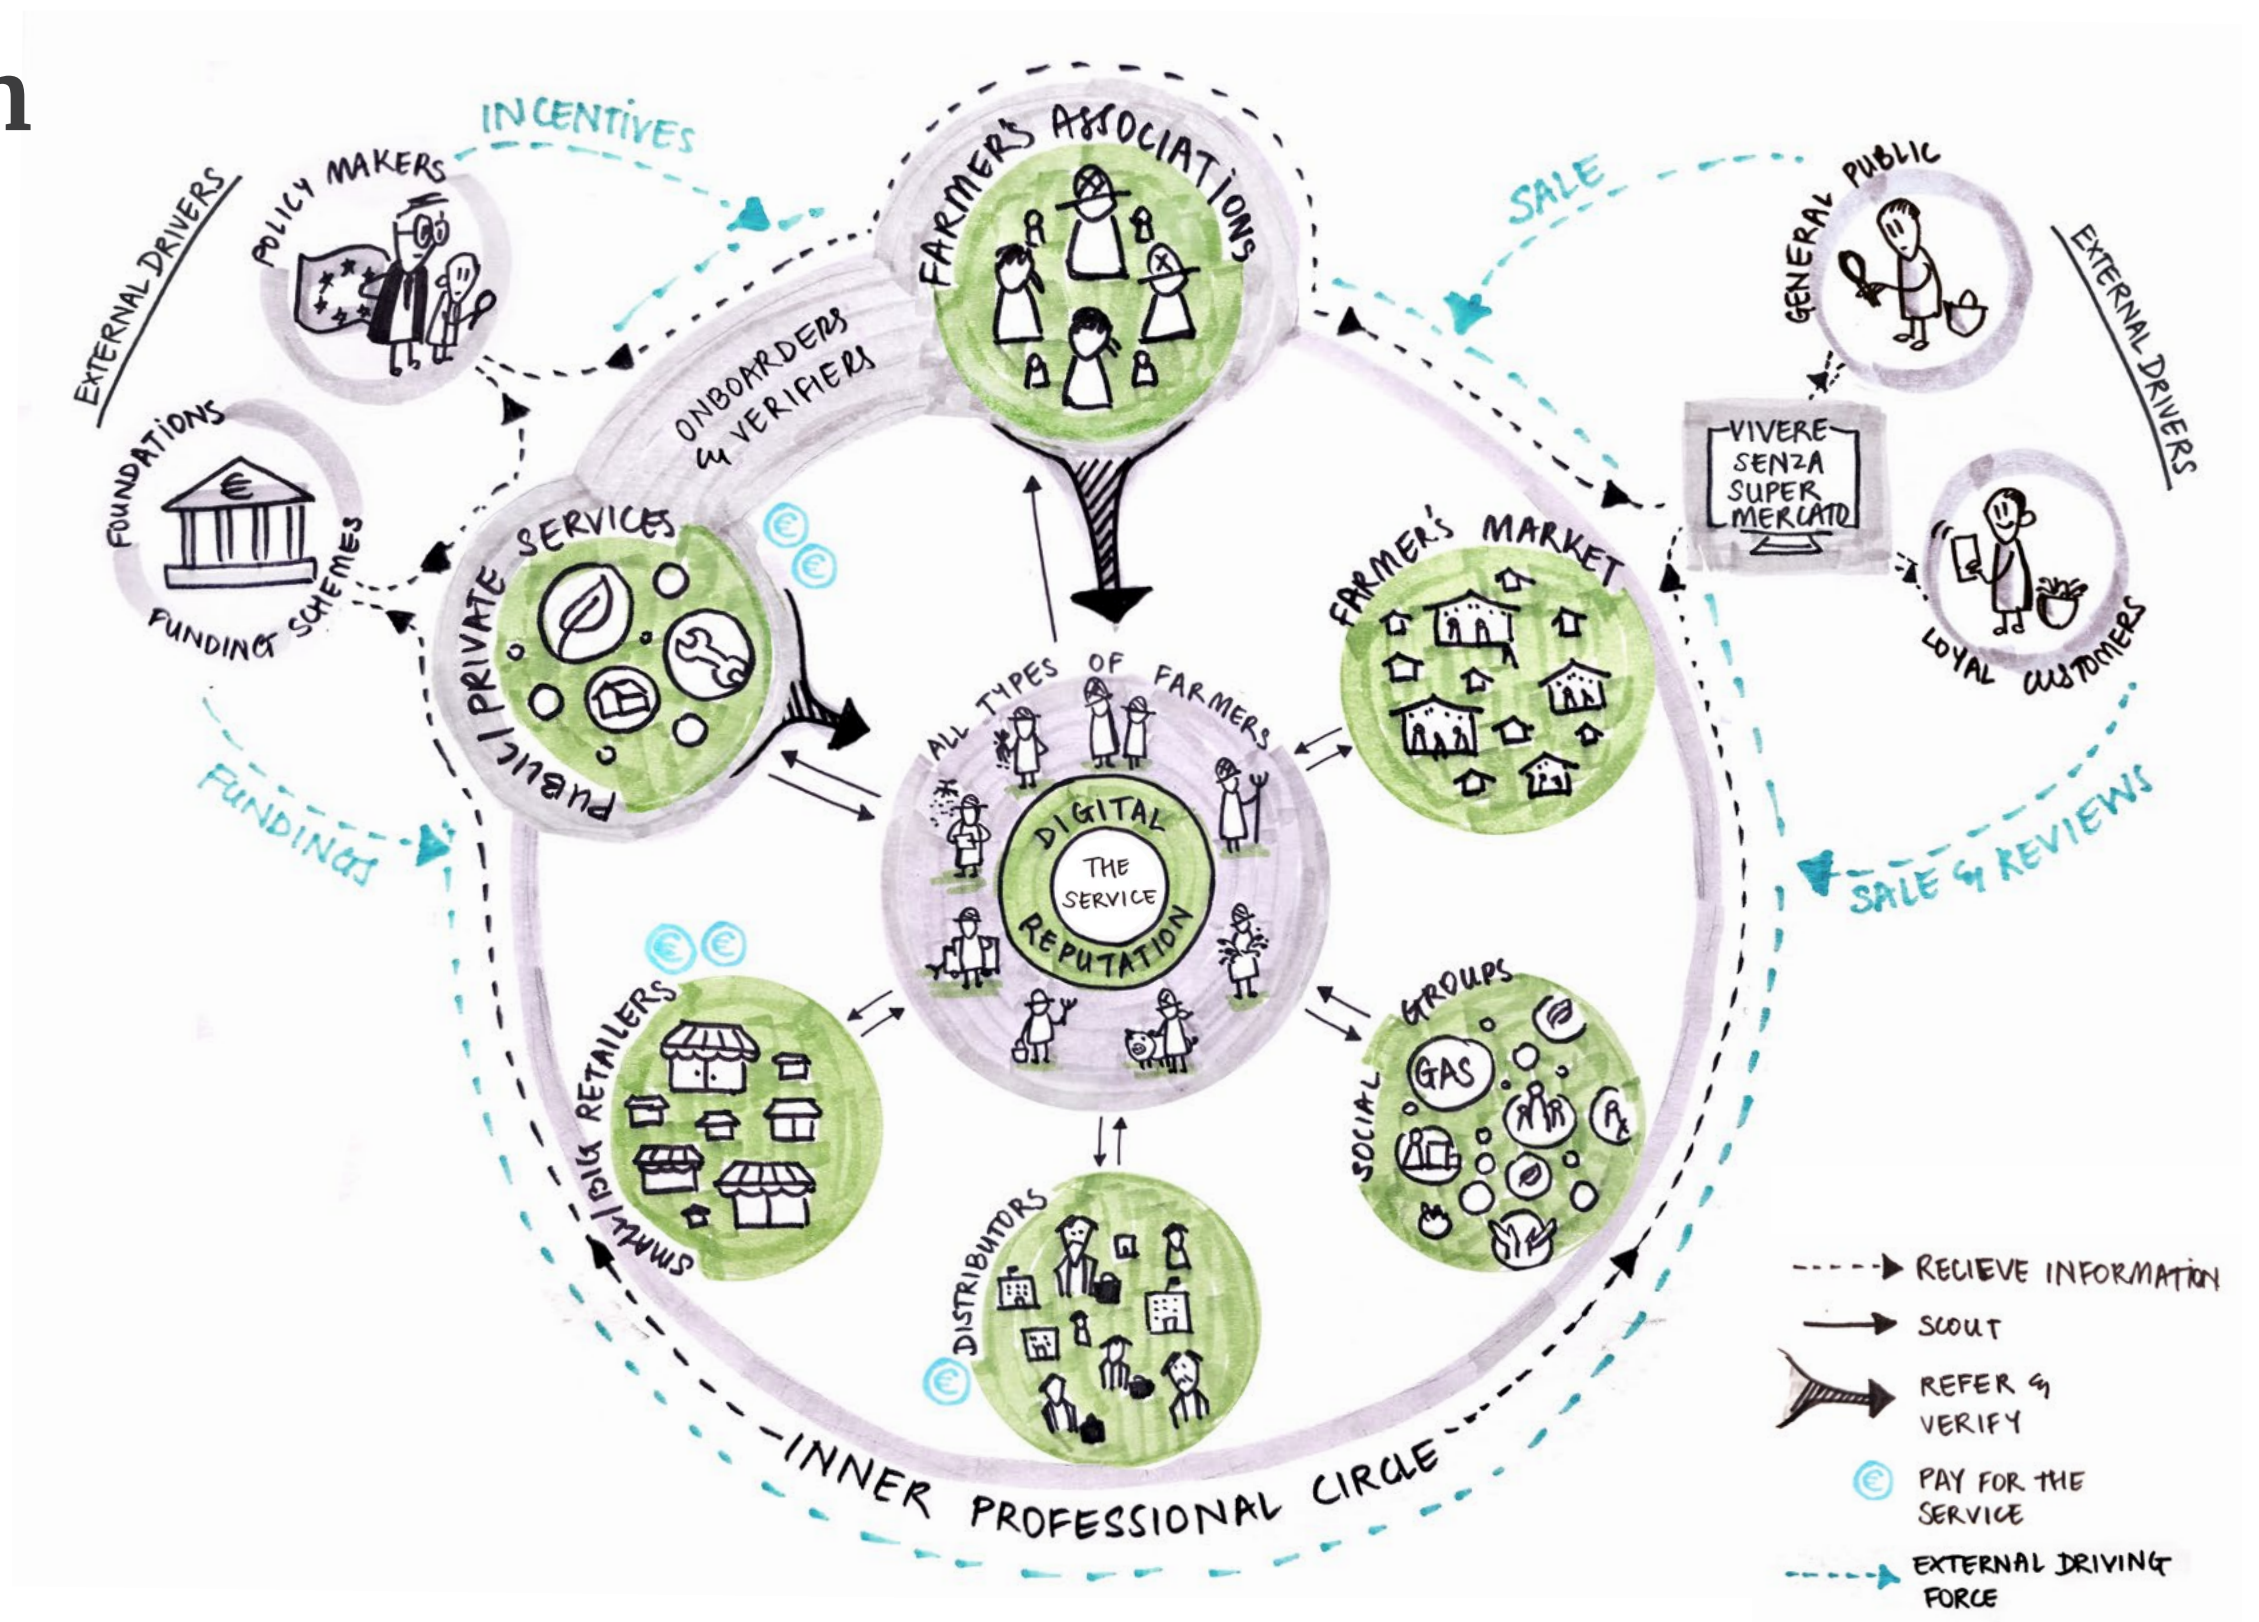 n
INCENTIVES
POLICY MAKERS
EXTERNAL DRIVERS
FOUNDATIONS
€
FUNDING SCHEMES
FUNDINGS
FARMER'S ASSOCIATIONS
ONBOARDERS
& VERIFIERS
PUBLIC/PRIVATE SERVICES
€
€
SALE
GENERAL PUBLIC
EXTERNAL DRIVERS
VIVERE
SENZA
SUPER
MERCATO
LOYAL CUSTOMERS
SALE & REVIEWS
FARMER'S MARKET
ALL TYPES OF FARMERS
DIGITAL
THE
SERVICE
REPUTATION
€
€
SMALL/BIG RETAILERS
SOCIAL GROUPS
GAS
DISTRIBUTORS
€
INNER PROFESSIONAL CIRCLE
RECIEVE INFORMATION
SCOUT
REFER &
VERIFY
€
PAY FOR THE
SERVICE
EXTERNAL DRIVING
FORCE